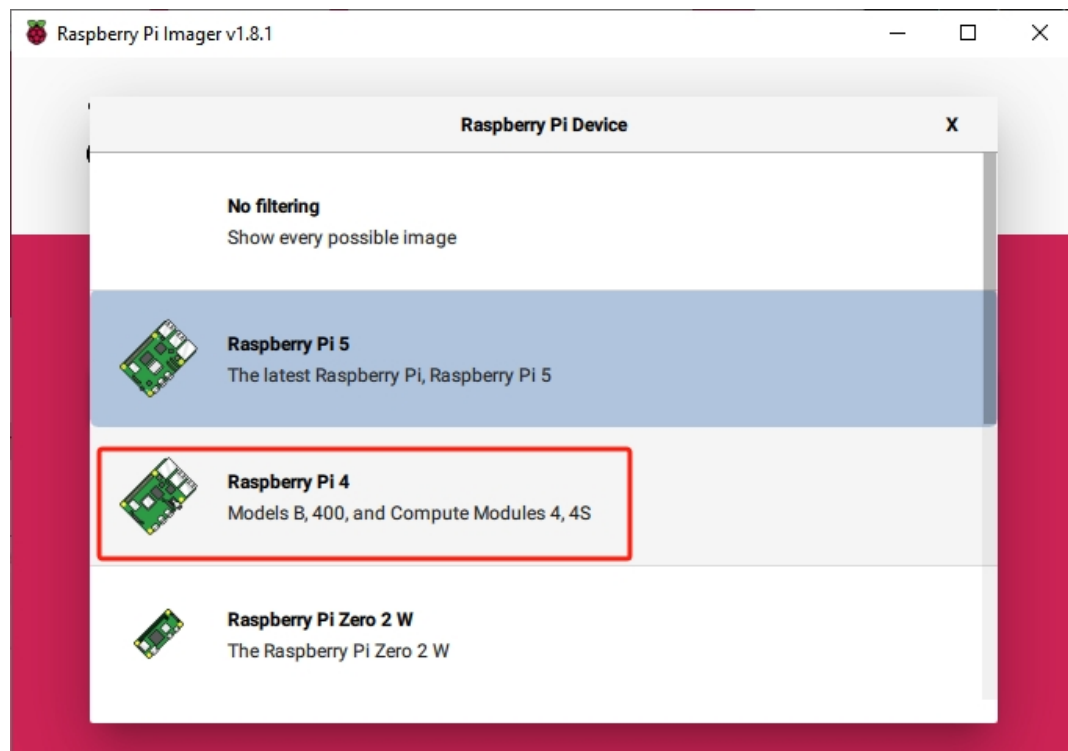 Raspberry Pi Imager v1.8.1
Raspberry Pi Device
X
No filtering
Show every possible image
Raspberry Pi 5
The latest Raspberry Pi, Raspberry Pi 5
Raspberry Pi 4
Models B, 400, and Compute Modules 4, 4S
Raspberry Pi Zero 2 W
The Raspberry Pi Zero 2 W